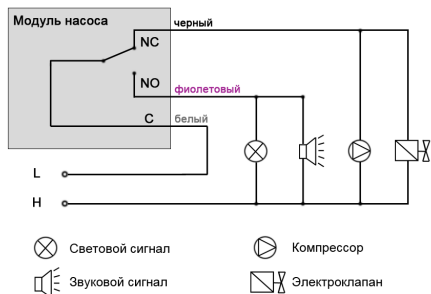 Модуль насоса
черный
NC
NO
фиолетовый
C
белый
L
Н
Световой сигнал
Компрессор
Звуковой сигнал
Электроклапан